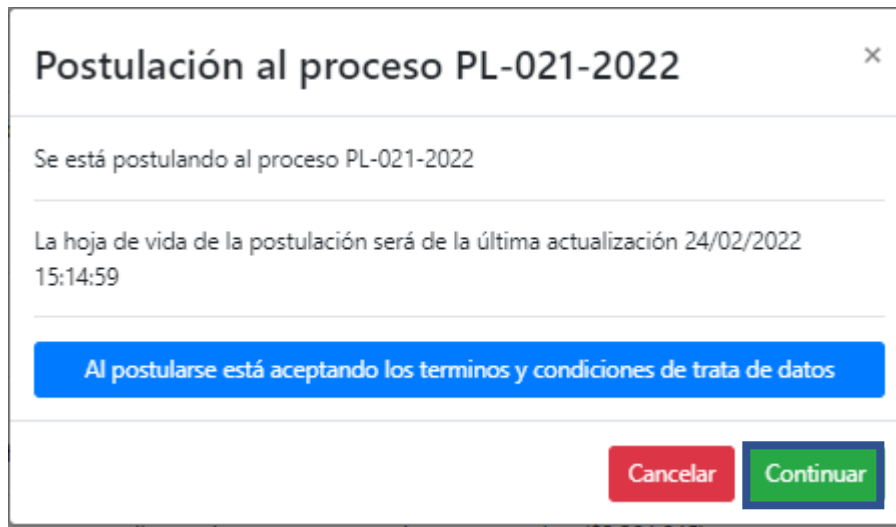 Postulación al proceso PL-021-2022
×
Se está postulando al proceso PL-021-2022
La hoja de vida de la postulación será de la última actualización 24/02/2022
15:14:59
Al postularse está aceptando los terminos y condiciones de trata de datos
Cancelar Continuar